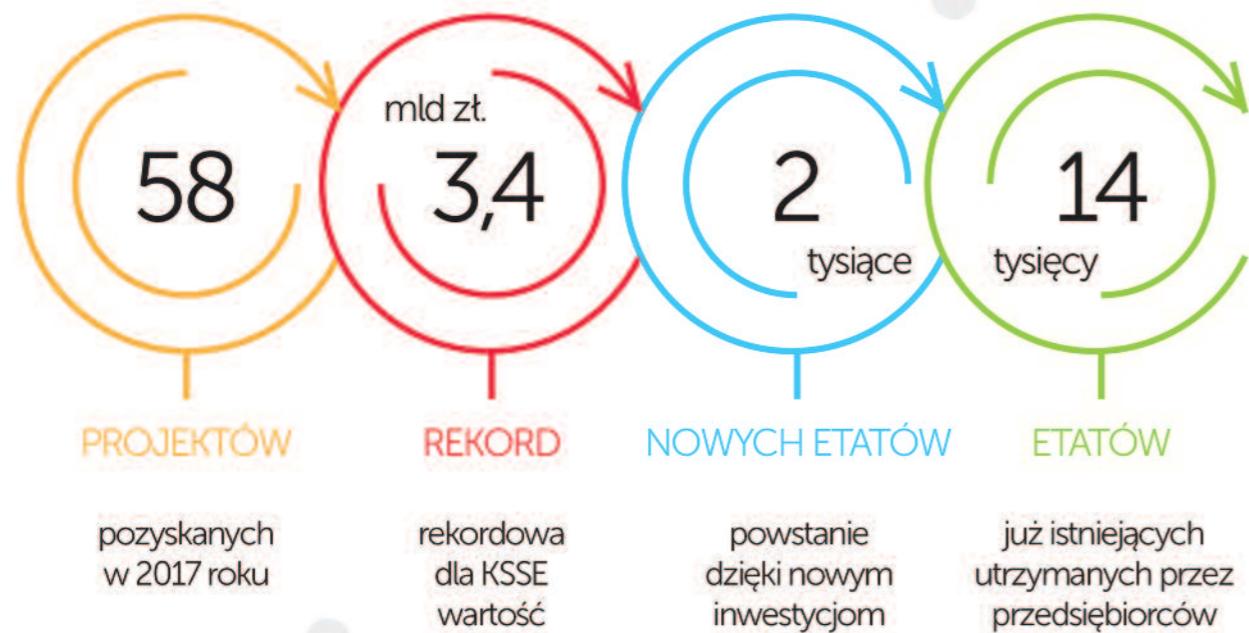 58
PROJEKTÓW
pozyskanych
w 2017 roku
mld zł.
3,4
REKORD
rekordowa
dla KSSE
wartość
2
tysiące
NOWYCH ETATÓW
powstanie
dzięki nowym
inwestycjom
14
tysięcy
ETATÓW
już istniejących
utrzymanych przez
przedsiębiorców